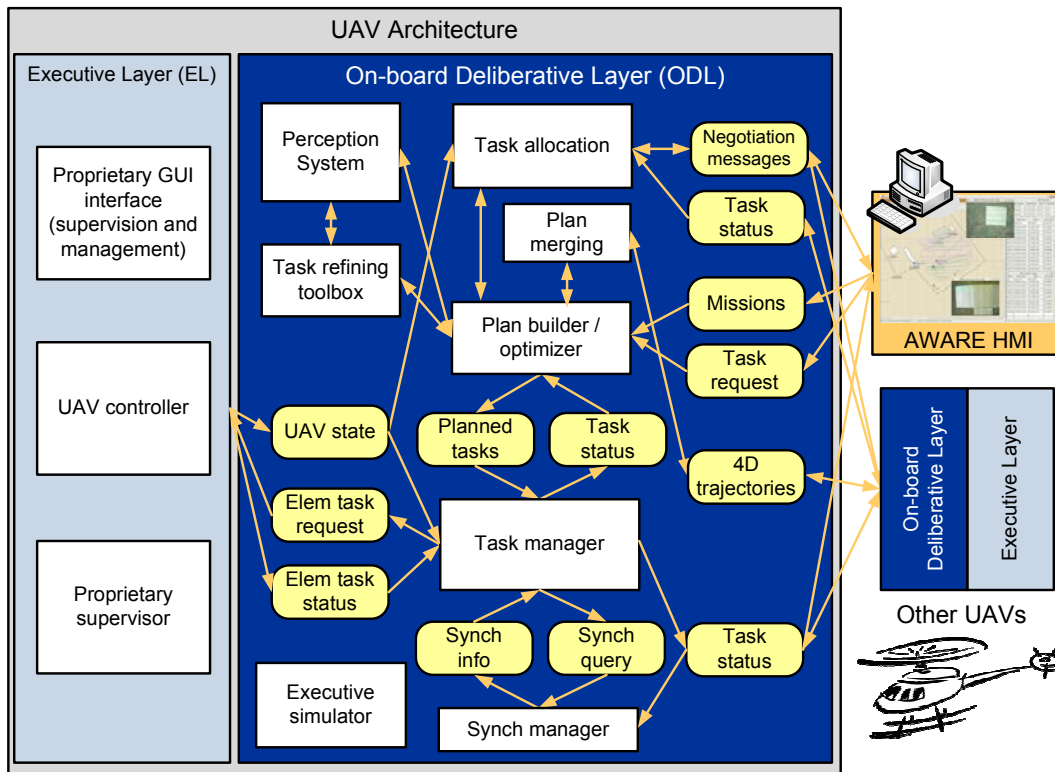 UAV Architecture
Executive Layer (EL)
Proprietary GUI
interface
(supervision and
management)
UAV controller
Proprietary
supervisor
On-board Deliberative Layer (ODL)
Perception
System
Task allocation
Negotiation
messages
Task
status
Plan
merging
Task refining
toolbox
Missions
Plan builder /
optimizer
Task
request
UAV state
Planned
tasks
Task
status
4D
trajectories
Elem task
request
Task manager
Elem task
status
Synch
info
Synch
query
Task
status
Executive
simulator
Synch manager
AWARE HMI
On-board
Deliberative Layer
Executive Layer
Other UAVs